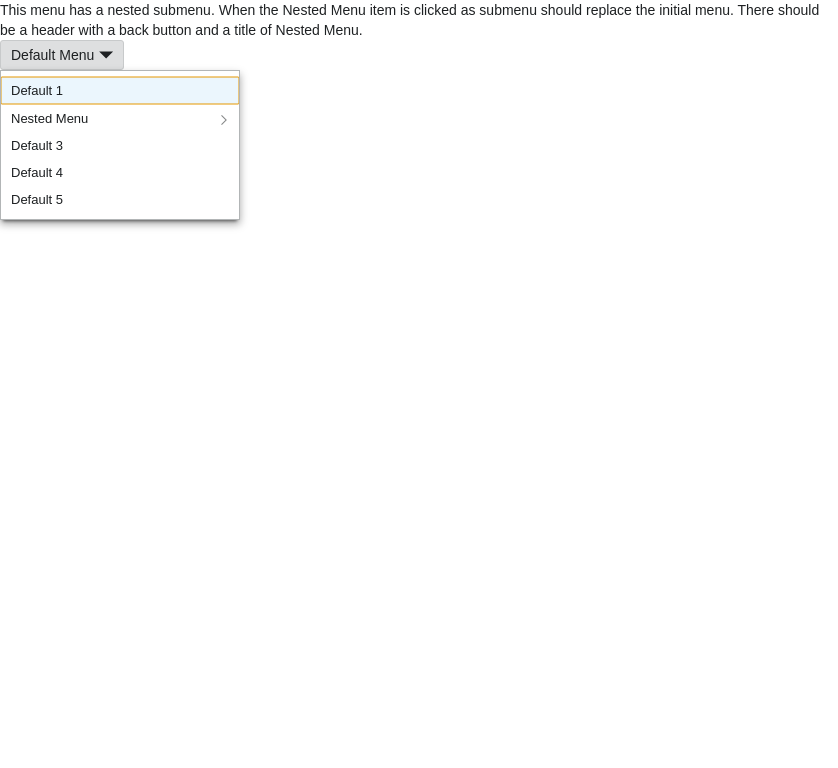 This menu has a nested submenu. When the Nested Menu item is clicked as submenu should replace the initial menu. There should
be a header with a back button and a title of Nested Menu.
Default Menu
Default 1
Nested Menu
Default 3
Default 4
Default 5